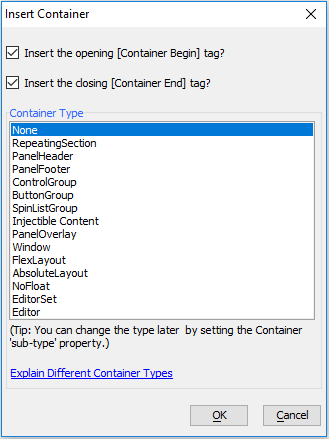 Insert Container
Insert the opening [Container Begin] tag?
Insert the closing [Container End] tag?
Container Type
None
RepeatingSection
PanelHeader
PanelFooter
ControlGroup
ButtonGroup
SpinListGroup
Injectible Content
PanelOverlay
Window
FlexLayout
AbsoluteLayout
NoFloat
EditorSet
Editor
(Tip: You can change the type later  by setting the Container
'sub-type' property.)
Explain Different Container Types
OK
Cancel